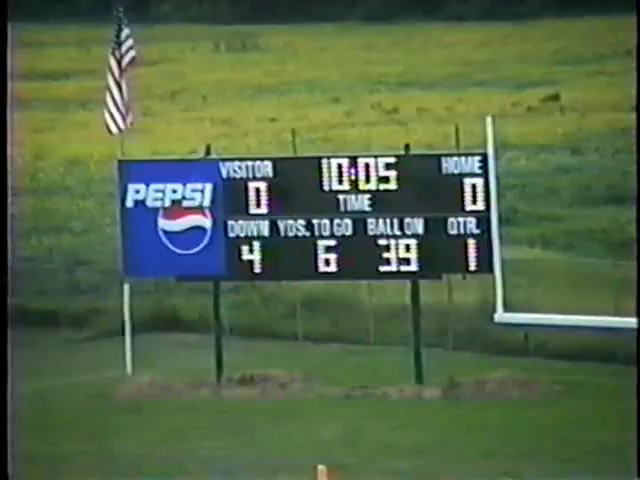 PEPSI
VISITOR 10:05 HOME
0 TIME 0
DOWN YDS. TO GO BALL ON QTR.
4 6 39 1